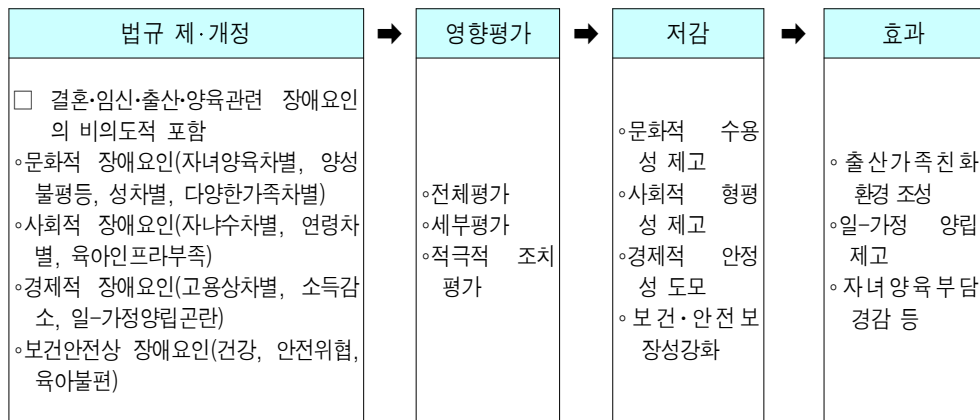 법규 제·개정 ➡ 영향평가 ➡ 저감 ➡ 효과
□ 결혼·임신·출산·양육관련 장애요인
의 비의도적 포함
◦문화적 장애요인(자녀양육차별, 양성
불평등, 성차별, 다양한가족차별)
◦사회적 장애요인(자냐수차별, 연령차
별, 육아인프라부족)
◦경제적 장애요인(고용상차별, 소득감
소, 일-가정양립곤란)
◦보건안전상 장애요인(건강, 안전위협,
육아불편)
◦전체평가
◦세부평가
◦적극적 조치
평가
◦문화적 수용
성 제고
◦사회적 형평
성 제고
◦경제적 안정
성 도모
◦보건·안전보
장성강화
◦출산가족친화
환경 조성
◦일-가정 양립
제고
◦자녀양육부담
경감 등